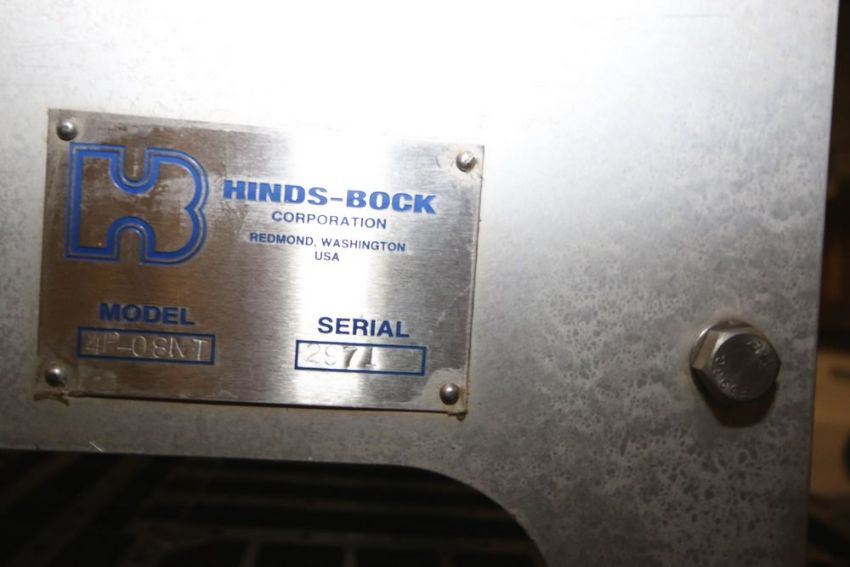 HINDS-BOCK
CORPORATION
REDMOND, WASHINGTON
USA
MODEL
4P-08NT
SERIAL
2971